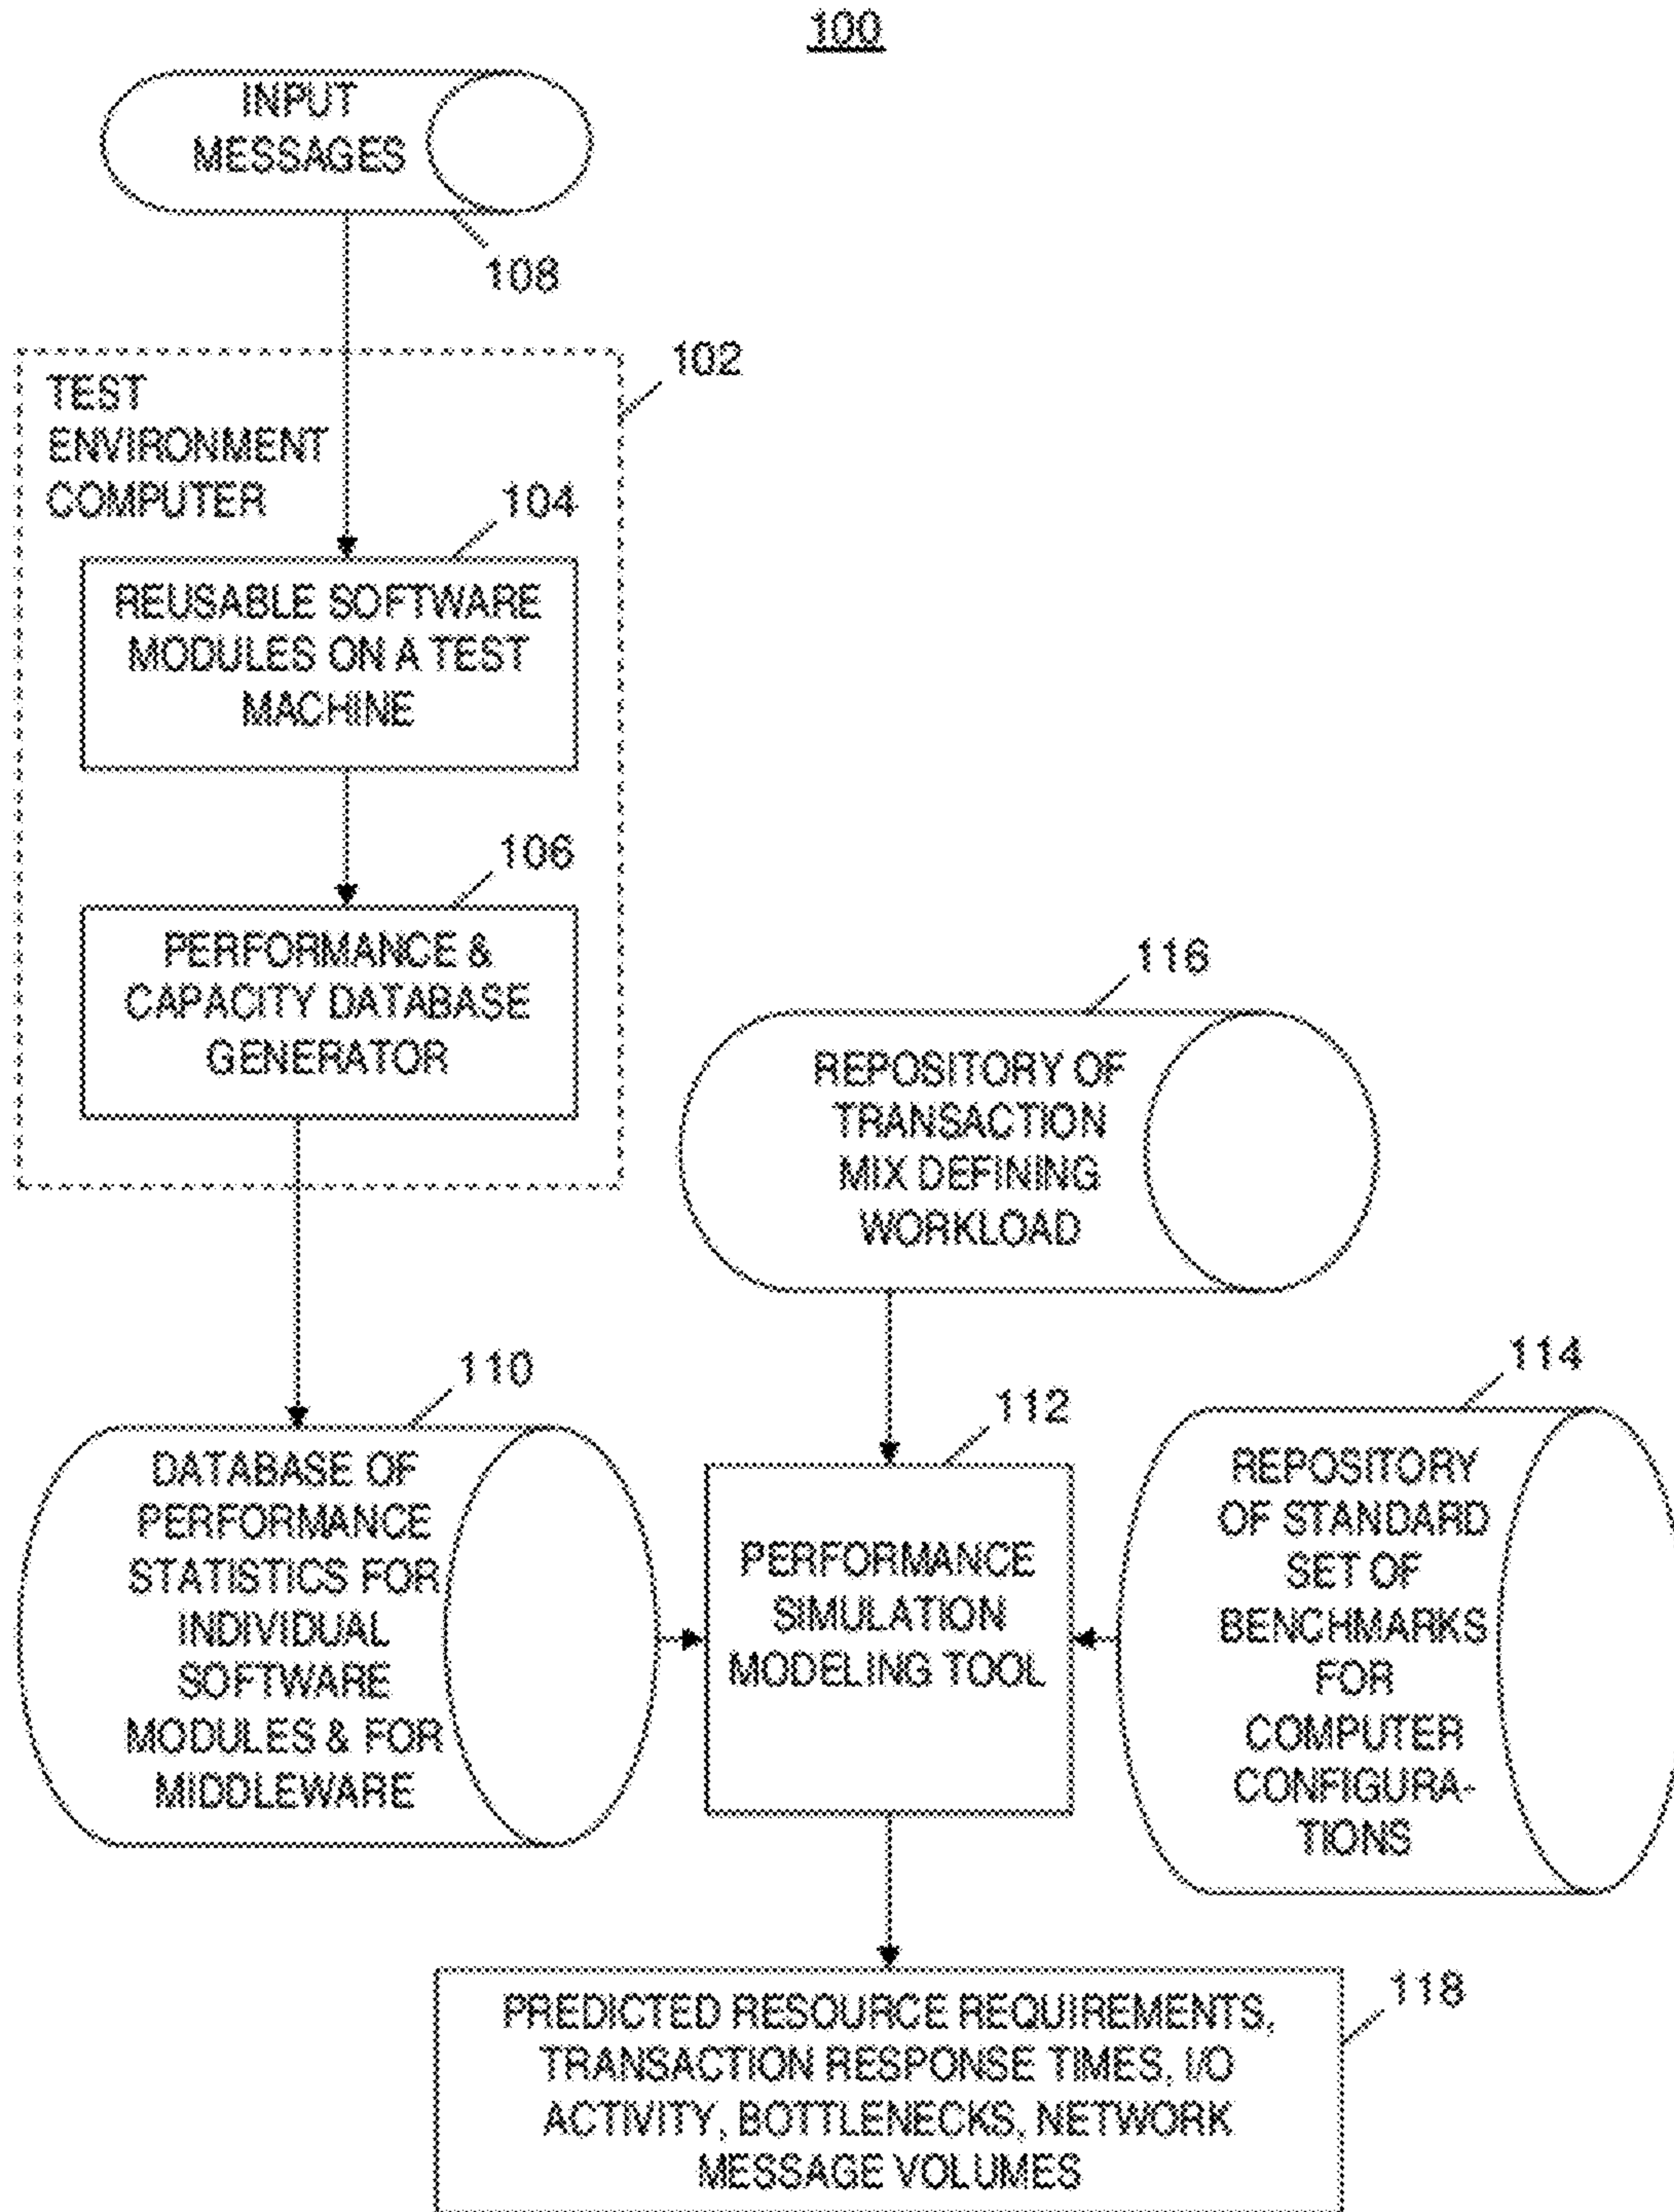 100
INPUT
MESSAGES
108
102
TEST
ENVIRONMENT
COMPUTER
104
REUSABLE SOFTWARE
MODULES ON A TEST
MACHINE
106
PERFORMANCE &
CAPACITY DATABASE
GENERATOR
116
REPOSITORY OF
TRANSACTION
MIX DEFINING
WORKLOAD
110
DATABASE OF
PERFORMANCE
STATISTICS FOR
INDIVIDUAL
SOFTWARE
MODULES & FOR
MIDDLEWARE
112
PERFORMANCE
SIMULATION
MODELING TOOL
114
REPOSITORY
OF STANDARD
SET OF
BENCHMARKS
FOR
COMPUTER
CONFIGURA-
TIONS
118
PREDICTED RESOURCE REQUIREMENTS,
TRANSACTION RESPONSE TIMES, I/O
ACTIVITY, BOTTLENECKS, NETWORK
MESSAGE VOLUMES